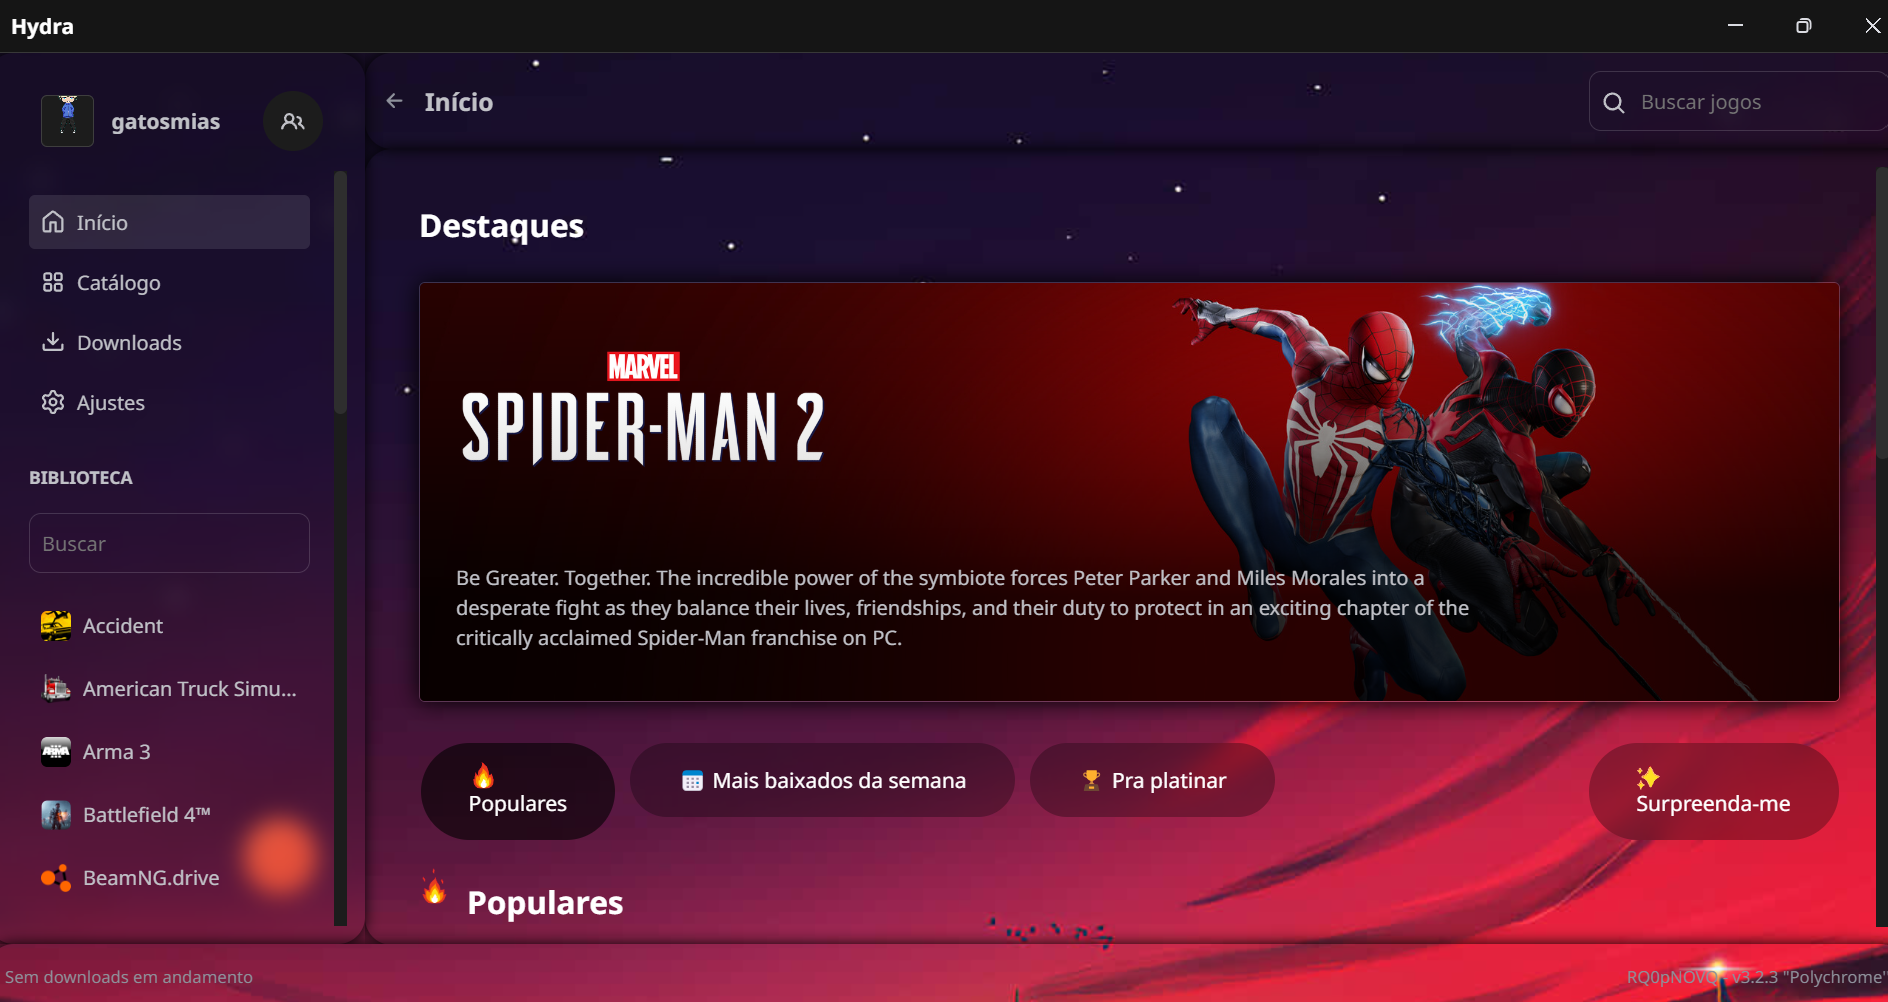 Hydra
gatosmias
Início
Catálogo
Downloads
Ajustes
BIBLIOTECA
Buscar
Accident
American Truck Simu...
Arma 3
Battlefield 4™
BeamNG.drive
Início
Buscar jogos
Destaques
MARVEL
SPIDER-MAN 2
Be Greater. Together. The incredible power of the symbiote forces Peter Parker and Miles Morales into a
desperate fight as they balance their lives, friendships, and their duty to protect in an exciting chapter of the
critically acclaimed Spider-Man franchise on PC.
Populares
Mais baixados da semana
Pra platinar
Surpreenda-me
Populares
Sem downloads em andamento
RQ0pNOVQ - v3.2.3 "Polychrome"